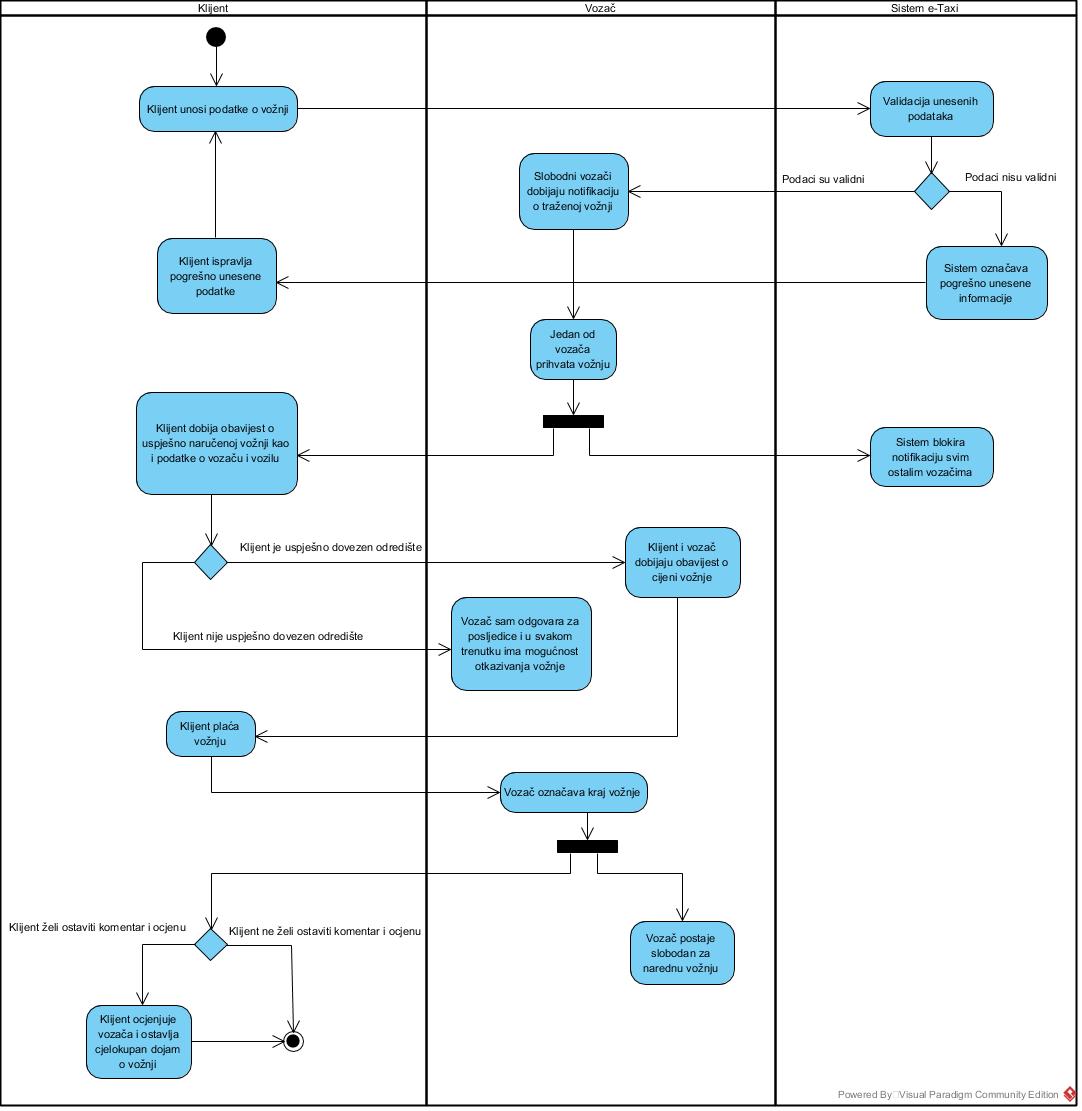 Klijent
Vozač
Sistem e-Taxi
Klijent unosi podatke o vožnji
Validacija unesenih
podataka
Slobodni vozači
dobijaju notifikaciju
o traženoj vožnji
Podaci su validni
Podaci nisu validni
Klijent ispravlja
pogrešno unesene
podatke
Sistem označava
pogrešno unesene
informacije
Jedan od
vozača
prihvata vožnju
Klijent dobija obavijest o
uspješno naručenoj vožnji kao
i podatke o vozaču i vozilu
Sistem blokira
notifikaciju svim
ostalim vozačima
Klijent je uspješno dovezen odredište
Klijent i vozač
dobijaju obavijest o
cijeni vožnje
Klijent nije uspješno dovezen odredište
Vozač sam odgovara za
posljedice i u svakom
trenutku ima mogućnost
otkazivanja vožnje
Klijent plaća
vožnju
Vozač označava kraj vožnje
Klijent želi ostaviti komentar i ocjenu
Klijent ne želi ostaviti komentar i ocjenu
Vozač postaje
slobodan za
narednu vožnju
Klijent ocjenjuje
vozača i ostavlja
cjelokupan dojam
o vožnji
Powered By Visual Paradigm Community Edition